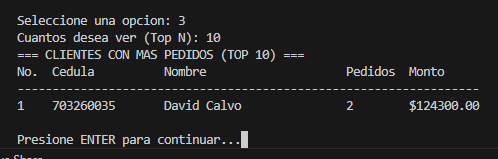 Seleccione una opcion: 3
Cuantos desea ver (Top N): 10
=== CLIENTES CON MAS PEDIDOS (TOP 10) ===
No. Cedula Nombre Pedidos Monto
----------------------------------------------------------------------
1 703260035 David Calvo 2 $124300.00
Presione ENTER para continuar...